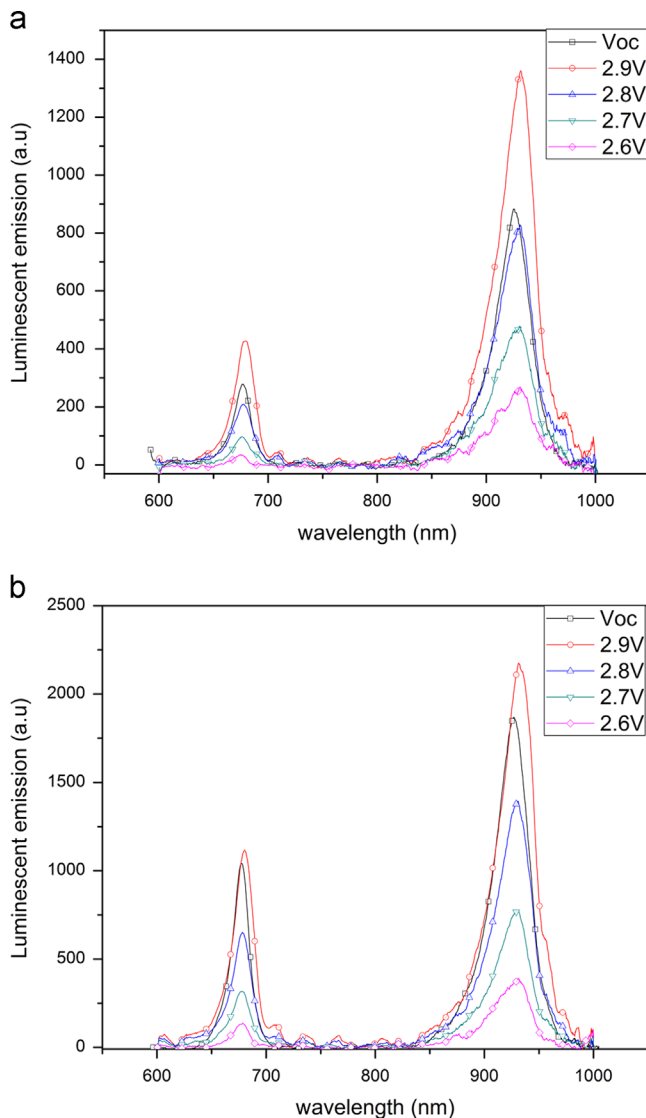 a
1400
1200
1000
800
600
400
200
0
Luminescent emission (a.u)
600 700 800 900 1000
wavelength (nm)
Voc
2.9V
2.8V
2.7V
2.6V
b
2500
2000
1500
1000
500
0
Luminescent emission (a.u)
600 700 800 900 1000
wavelength (nm)
Voc
2.9V
2.8V
2.7V
2.6V